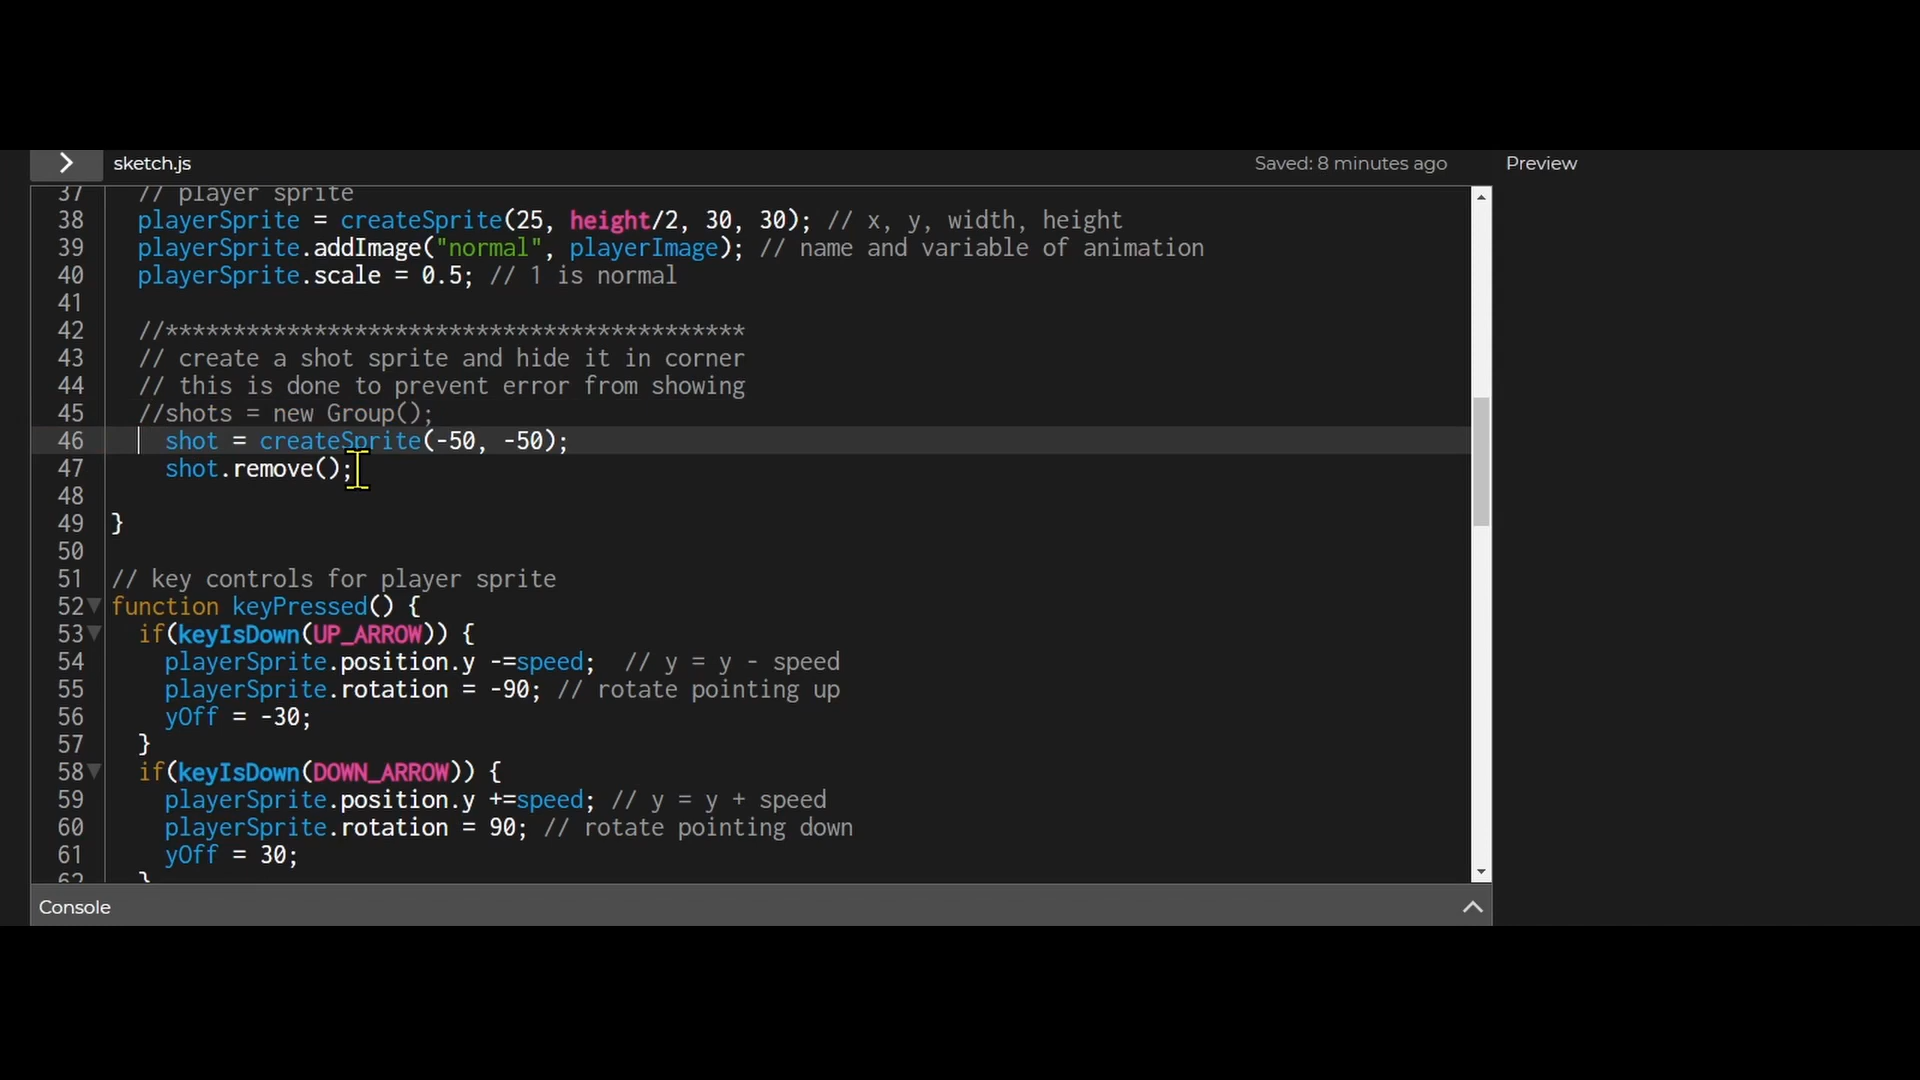 sketch.js
Saved: 8 minutes ago
Preview
37 // player sprite
38 playerSprite = createSprite(25, height/2, 30, 30); // x, y, width, height
39 playerSprite.addImage("normal", playerImage); // name and variable of animation
40 playerSprite.scale = 0.5; // 1 is normal
41
42 //*******************************************
43 // create a shot sprite and hide it in corner
44 // this is done to prevent error from showing
45 //shots = new Group();
46 shot = createSprite(-50, -50);
47 shot.remove();
48
49 }
50
51 // key controls for player sprite
52 function keyPressed() {
53 if(keyIsDown(UP_ARROW)) {
54 playerSprite.position.y -=speed; // y = y - speed
55 playerSprite.rotation = -90; // rotate pointing up
56 yOff = -30;
57 }
58 if(keyIsDown(DOWN_ARROW)) {
59 playerSprite.position.y +=speed; // y = y + speed
60 playerSprite.rotation = 90; // rotate pointing down
61 yOff = 30;
62 }
Console